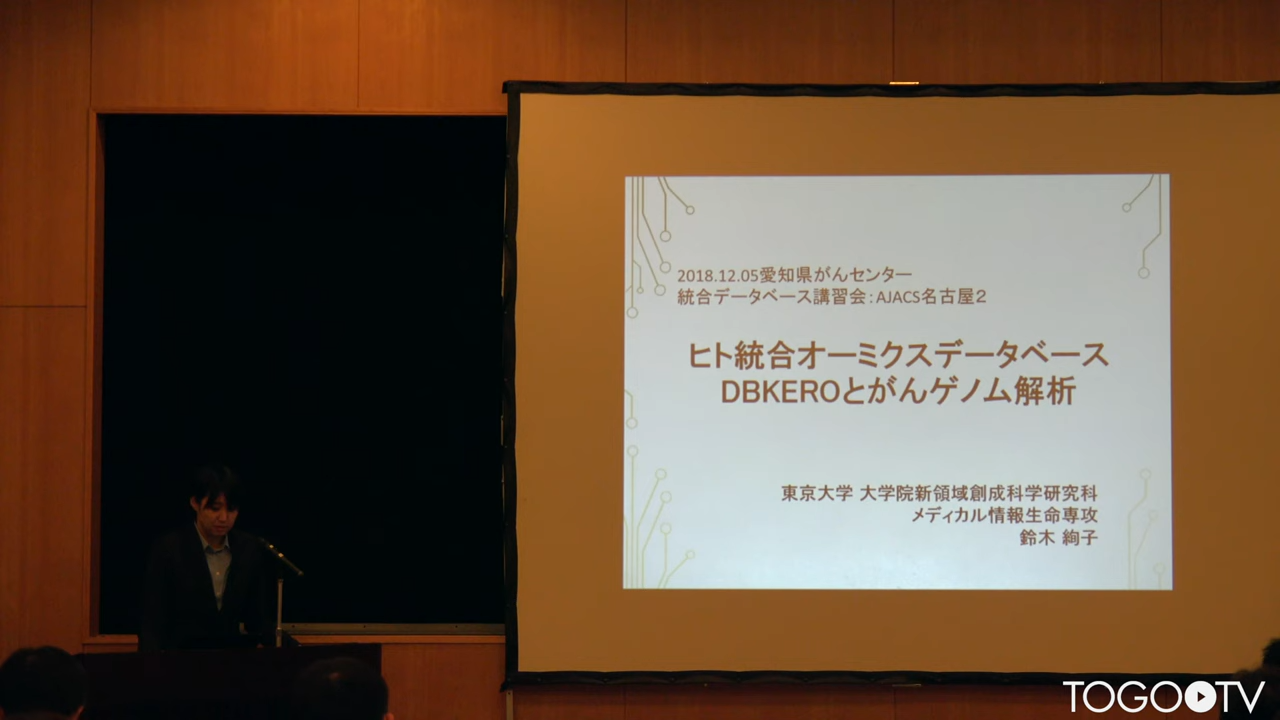 2018.12.05愛知県がんセンター
統合データベース講習会：AJACS名古屋２
ヒト統合オーミクスデータベース
DBKEROとがんゲノム解析
東京大学 大学院新領域創成科学研究科
メディカル情報生命専攻
鈴木 絢子
TOGOTV